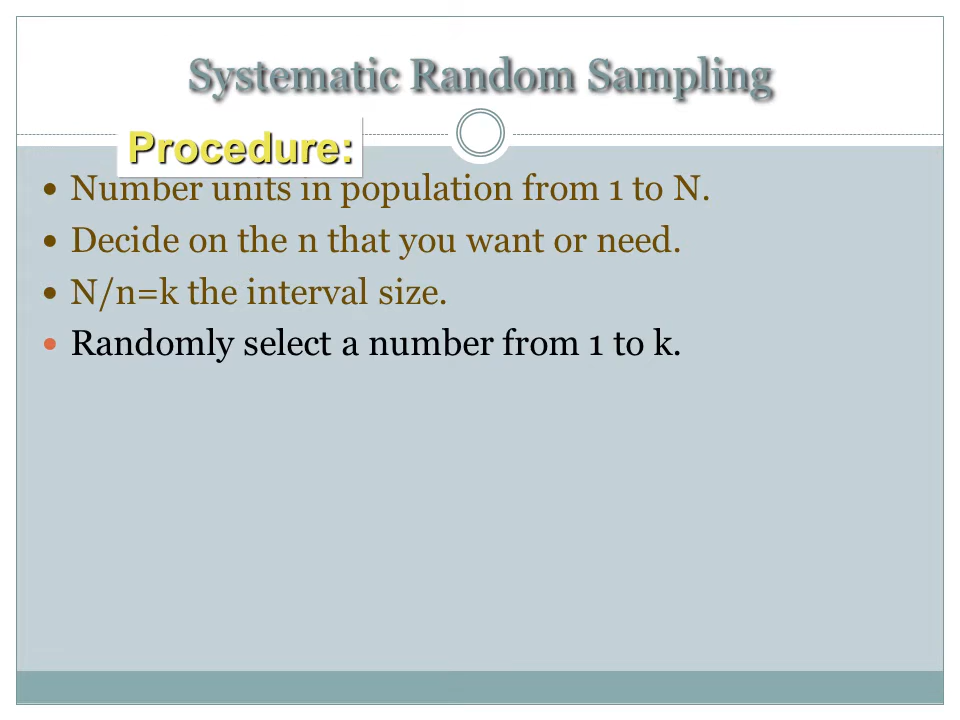 Systematic Random Sampling
Procedure:
• Number units in population from 1 to N.
• Decide on the n that you want or need.
• N/n=k the interval size.
• Randomly select a number from 1 to k.